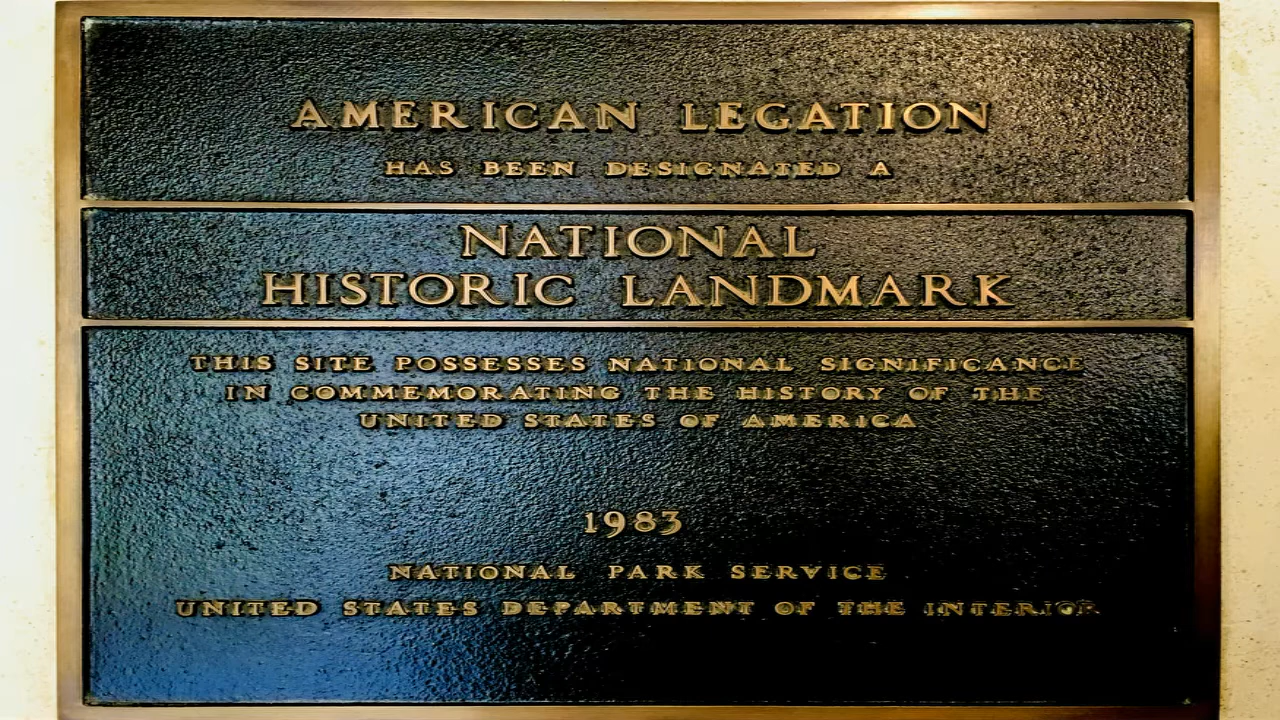 AMERICAN LEGATION
HAS BEEN DESIGNATED A
NATIONAL
HISTORIC LANDMARK
THIS SITE POSSESSES NATIONAL SIGNIFICANCE
IN COMMEMORATING THE HISTORY OF THE
UNITED STATES OF AMERICA
1983
NATIONAL PARK SERVICE
UNITED STATES DEPARTMENT OF THE INTERIOR